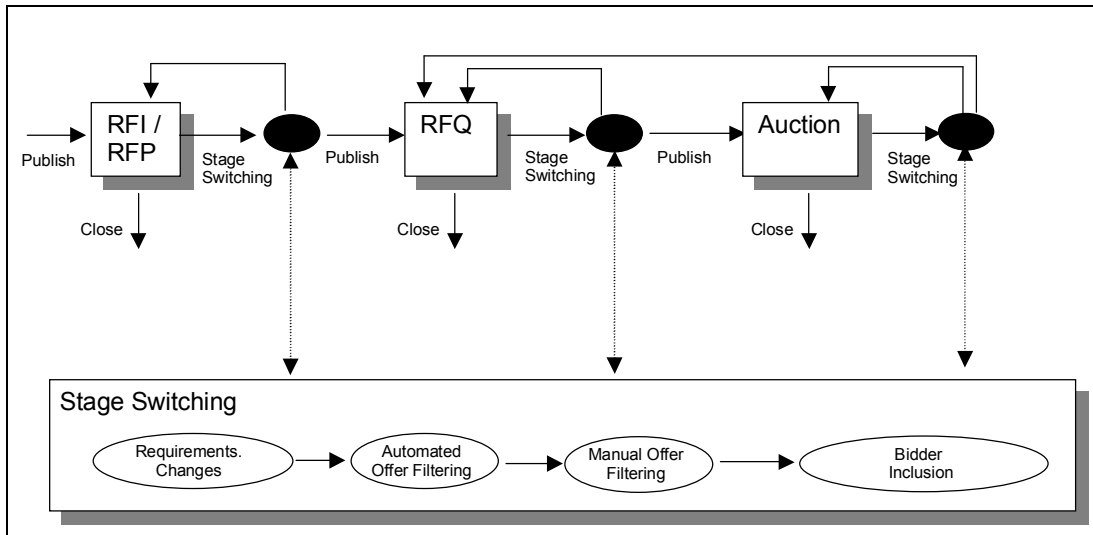 RFI /
RFP
RFQ
Auction
Publish
Stage
Switching
Publish
Stage
Switching
Publish
Stage
Switching
Close
Close
Close
Stage Switching
Requirements.
Changes
Automated
Offer Filtering
Manual Offer
Filtering
Bidder
Inclusion